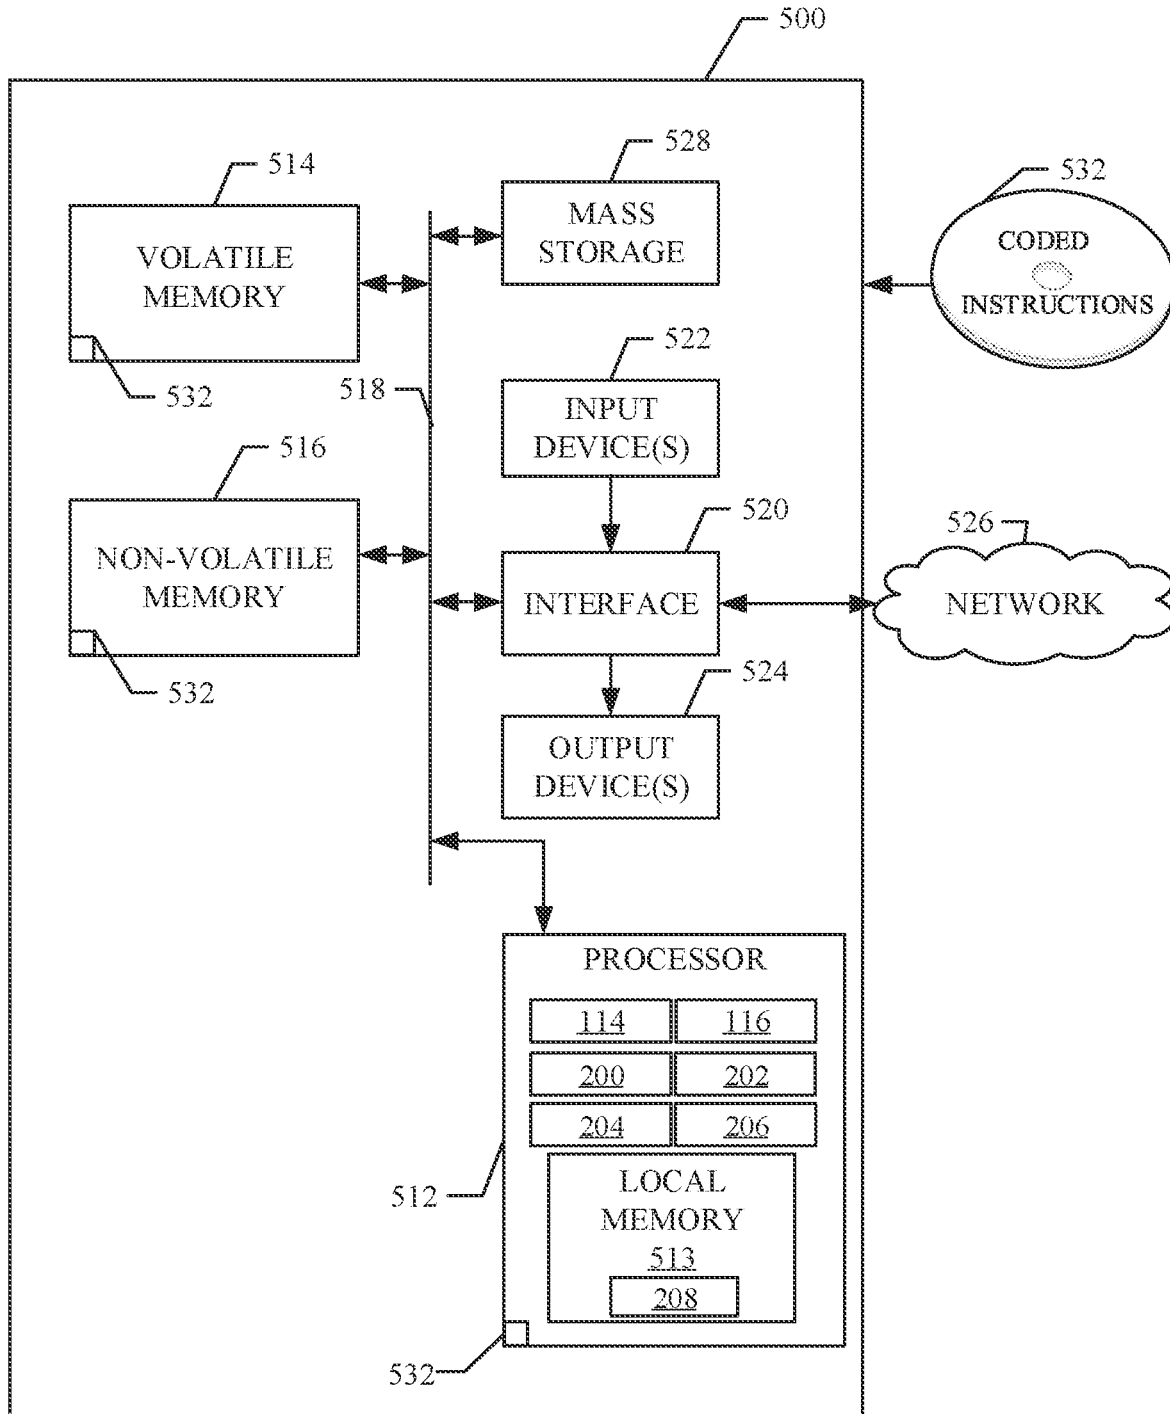 500
514
VOLATILE
MEMORY
532
528
MASS
STORAGE
532
CODED
INSTRUCTIONS
518
522
INPUT
DEVICE(S)
516
NON-VOLATILE
MEMORY
532
520
INTERFACE
526
NETWORK
524
OUTPUT
DEVICE(S)
PROCESSOR
114 116
200 202
204 206
512
LOCAL
MEMORY
513
208
532